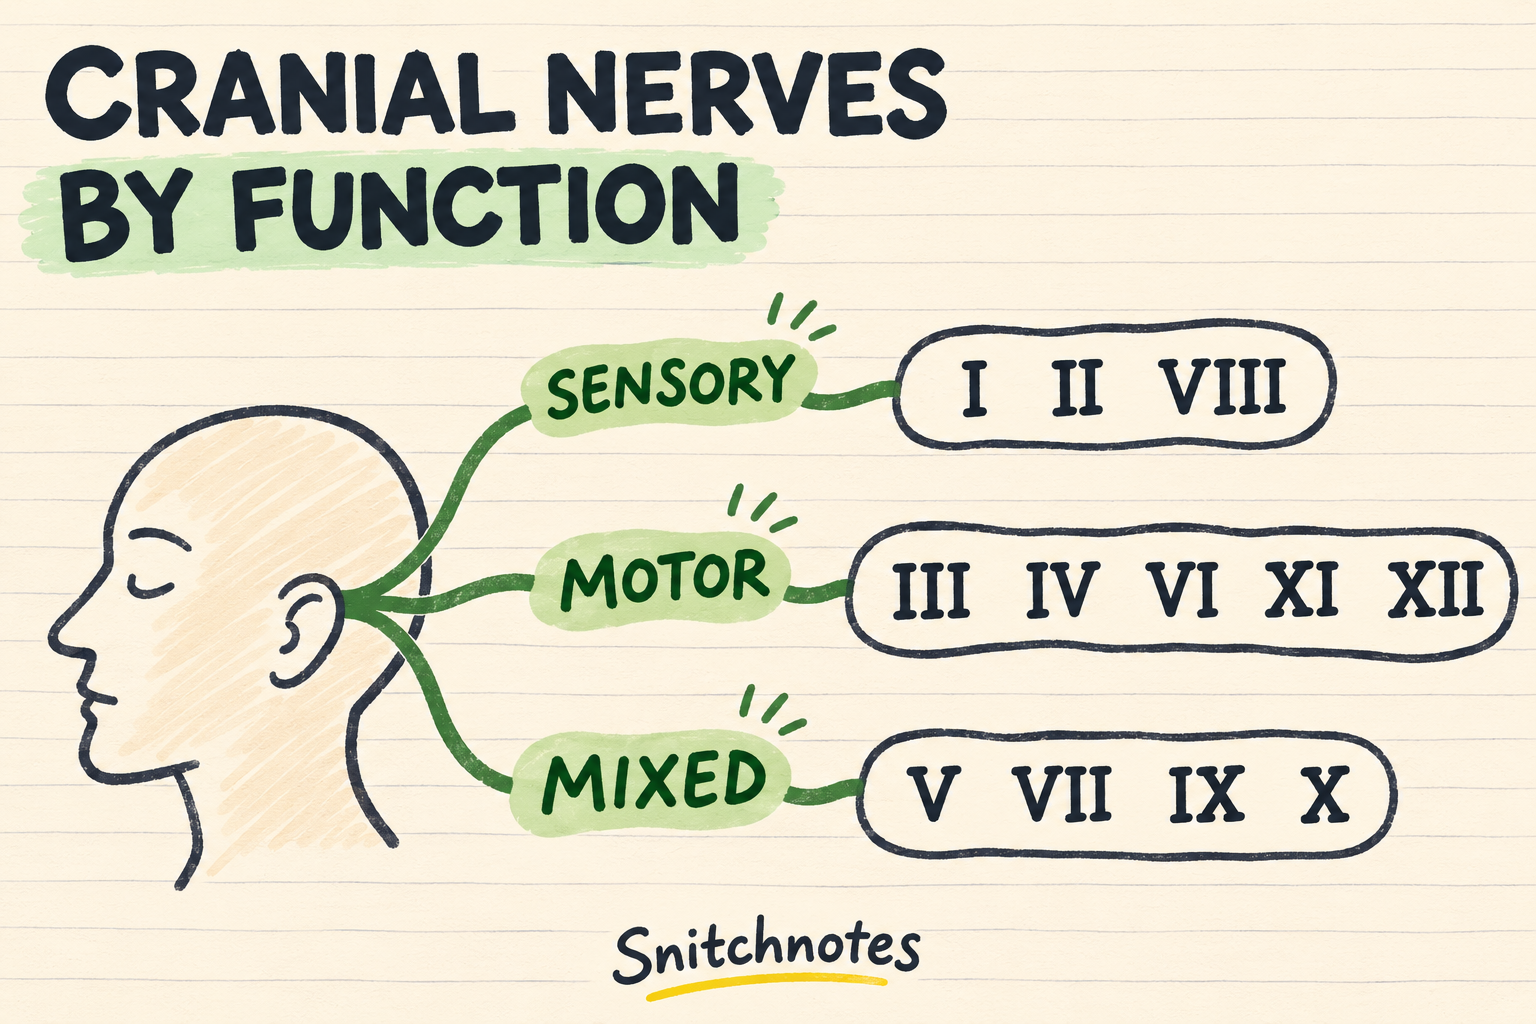 CRANIAL NERVES
BY FUNCTION
SENSORY
I II VIII
MOTOR
III IV VI XI XII
MIXED
V VII IX X
Snitchnotes